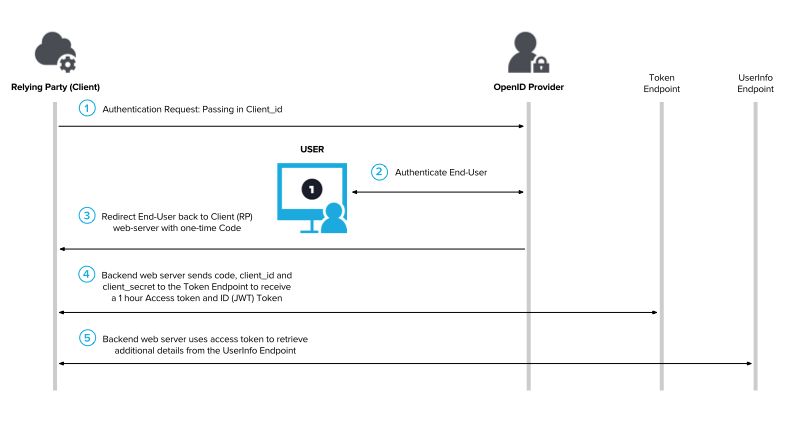 Relying Party (Client)
OpenID Provider
Token
Endpoint
UserInfo
Endpoint
1 Authentication Request: Passing in Client_id
USER
1
2 Authenticate End-User
3 Redirect End-User back to Client (RP)
web-server with one-time Code
4 Backend web server sends code, client_id and
client_secret to the Token Endpoint to receive
a 1 hour Access token and ID (JWT) Token
5 Backend web server uses access token to retrieve
additional details from the UserInfo Endpoint